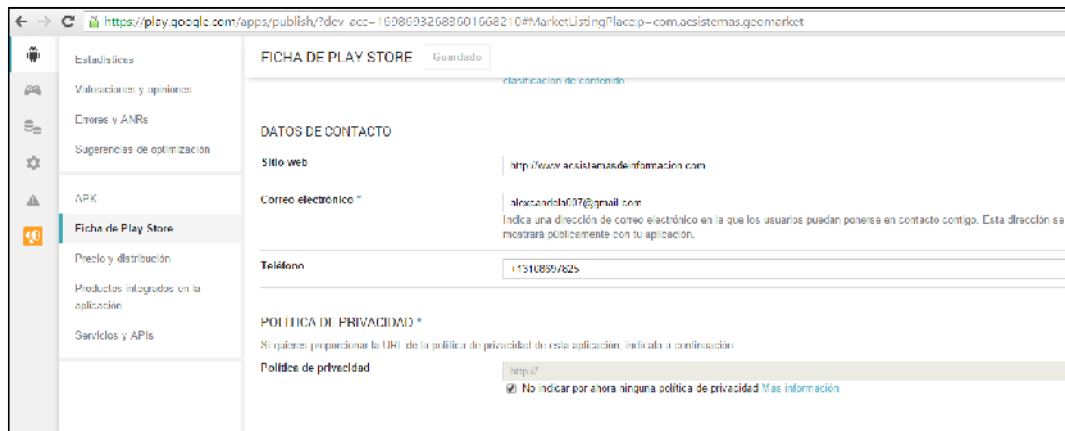 https://play.google.com/apps/publish/?dev_acc=16986932683601668210#MarketListingPlace:p=com.acsistemas.geomarket
Estadísticas
Valoraciones y opiniones
Errores y ANRs
Sugerencias de optimización
APK
Ficha de Play Store
Precio y distribución
Productos integrados en la
aplicación
Servicios y APIs
FICHA DE PLAY STORE Guardado
clasificación de contenido
DATOS DE CONTACTO
Sitio web
http://www.acsistemasdeinformacion.com
Correo electrónico *
alexcandela007@gmail.com
Indica una dirección de correo electrónico en la que los usuarios puedan ponerse en contacto contigo. Esta dirección se
mostrará públicamente con tu aplicación.
Teléfono
+13108697825
POLÍTICA DE PRIVACIDAD *
Si quieres proporcionar la URL de la política de privacidad de esta aplicación, indícala a continuación
Política de privacidad
http://
No indicar por ahora ninguna política de privacidad Más información